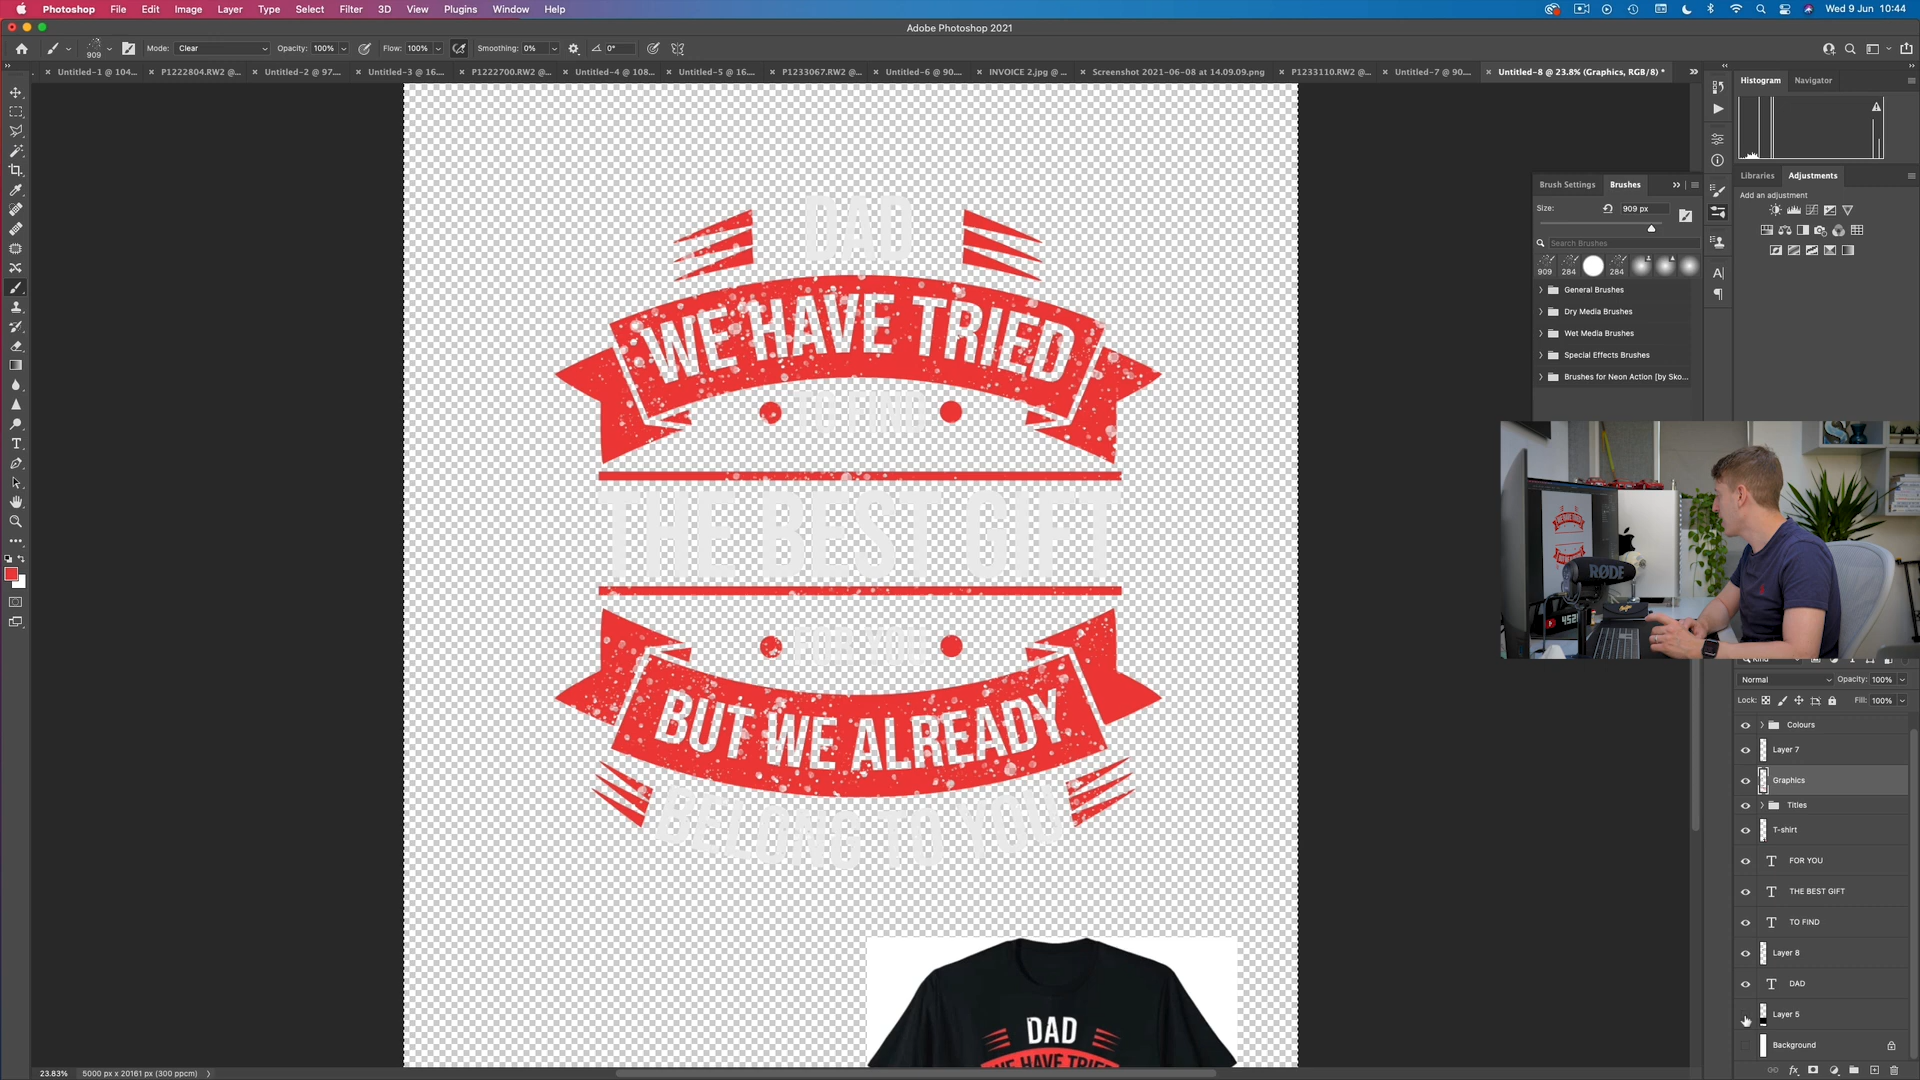 Photoshop File Edit Image Layer Type Select Filter 3D View Plugins Window Help
Wed 9 Jun 10:44
Adobe Photoshop 2021
909
Mode: Clear Opacity: 100% Flow: 100% Smoothing: 0% 0°
Untitled-1 @ 104... P1222804.RW2 @... Untitled-2 @ 97.... Untitled-3 @ 16.... P1222700.RW2 @... Untitled-4 @ 108... Untitled-5 @ 16.... P1233067.RW2 @... Untitled-6 @ 90.... INVOICE 2.jpg @ ... Screenshot 2021-06-08 at 14.09.09.png P1233110.RW2 @... Untitled-7 @ 90.... Untitled-8 @ 23.8% (Graphics, RGB/8) *
Histogram Navigator
Libraries Adjustments
Add an adjustment
Brush Settings Brushes
Size: 909 px
Search Brushes
909 284 284
General Brushes
Dry Media Brushes
Wet Media Brushes
Special Effects Brushes
Brushes for Neon Action [by Sko...
DAD
WE HAVE TRIED
TO FIND
THE BEST GIFT
BUT WE ALREADY
BELONG TO YOU
DAD
WE HAVE TRIED
RØDE
Kind
Normal Opacity: 100%
Lock: Fill: 100%
Colours
Layer 7
Graphics
Titles
T-shirt
FOR YOU
THE BEST GIFT
TO FIND
Layer 8
DAD
Layer 5
Background
23.83% 5000 px x 20161 px (300 ppcm)